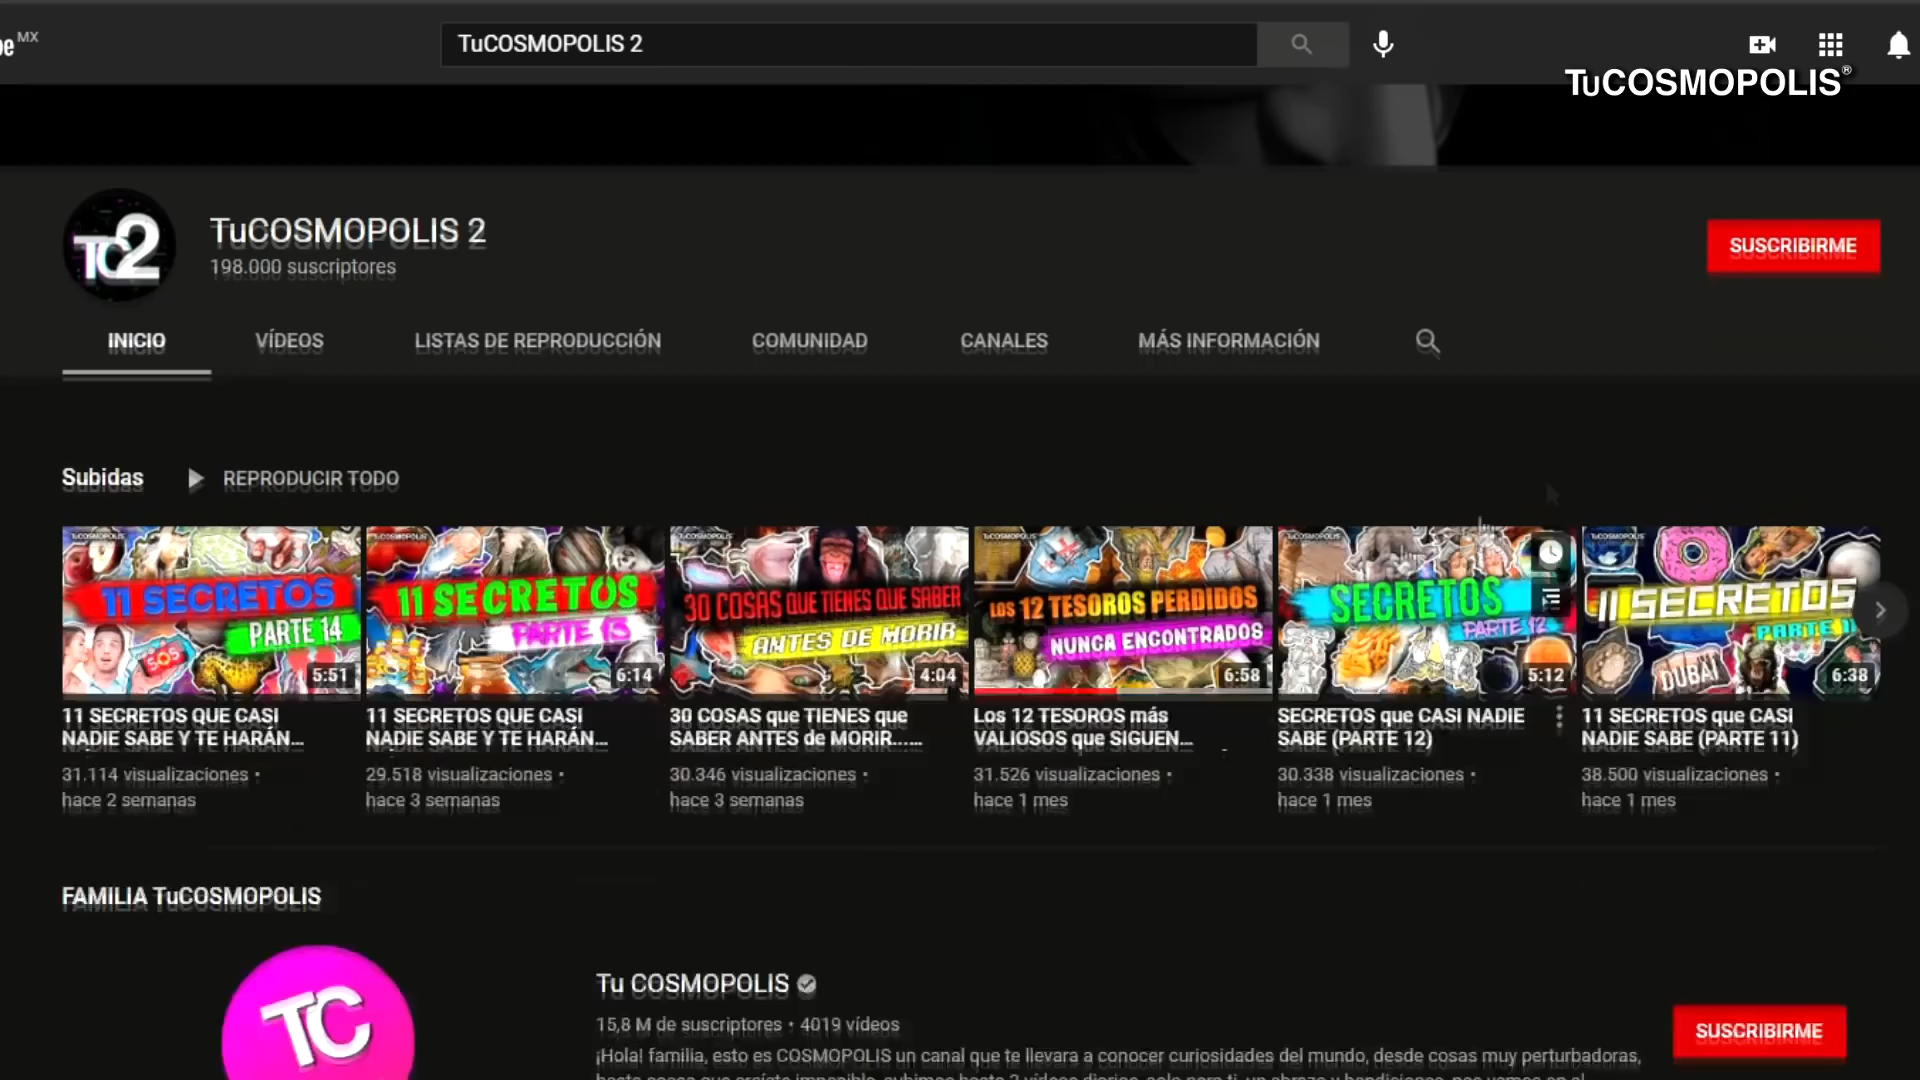 MX
TuCOSMOPOLIS 2
TuCOSMOPOLIS®
TC2
TuCOSMOPOLIS 2
198.000 suscriptores
SUSCRIBIRME
INICIO VÍDEOS LISTAS DE REPRODUCCIÓN COMUNIDAD CANALES MÁS INFORMACIÓN
Subidas REPRODUCIR TODO
11 SECRETOS
PARTE 14
SOS
5:51
11 SECRETOS
PARTE 13
6:14
30 COSAS QUE TIENES QUE SABER
ANTES DE MORIR
4:04
LOS 12 TESOROS PERDIDOS
NUNCA ENCONTRADOS
6:58
SECRETOS
PARTE 12
5:12
11 SECRETOS
PARTE 11
DUBAI
6:38
11 SECRETOS QUE CASI
NADIE SABE Y TE HARÁN...
31.114 visualizaciones •
hace 2 semanas
11 SECRETOS QUE CASI
NADIE SABE Y TE HARÁN...
29.518 visualizaciones •
hace 3 semanas
30 COSAS que TIENES que
SABER ANTES de MORIR......
30.346 visualizaciones •
hace 3 semanas
Los 12 TESOROS más
VALIOSOS que SIGUEN...
31.526 visualizaciones •
hace 1 mes
SECRETOS que CASI NADIE
SABE (PARTE 12)
30.338 visualizaciones •
hace 1 mes
11 SECRETOS que CASI
NADIE SABE (PARTE 11)
38.500 visualizaciones •
hace 1 mes
FAMILIA TuCOSMOPOLIS
TC
Tu COSMOPOLIS
15,8 M de suscriptores • 4019 vídeos
¡Hola! familia, esto es COSMOPOLIS un canal que te llevara a conocer curiosidades del mundo, desde cosas muy perturbadoras,
SUSCRIBIRME